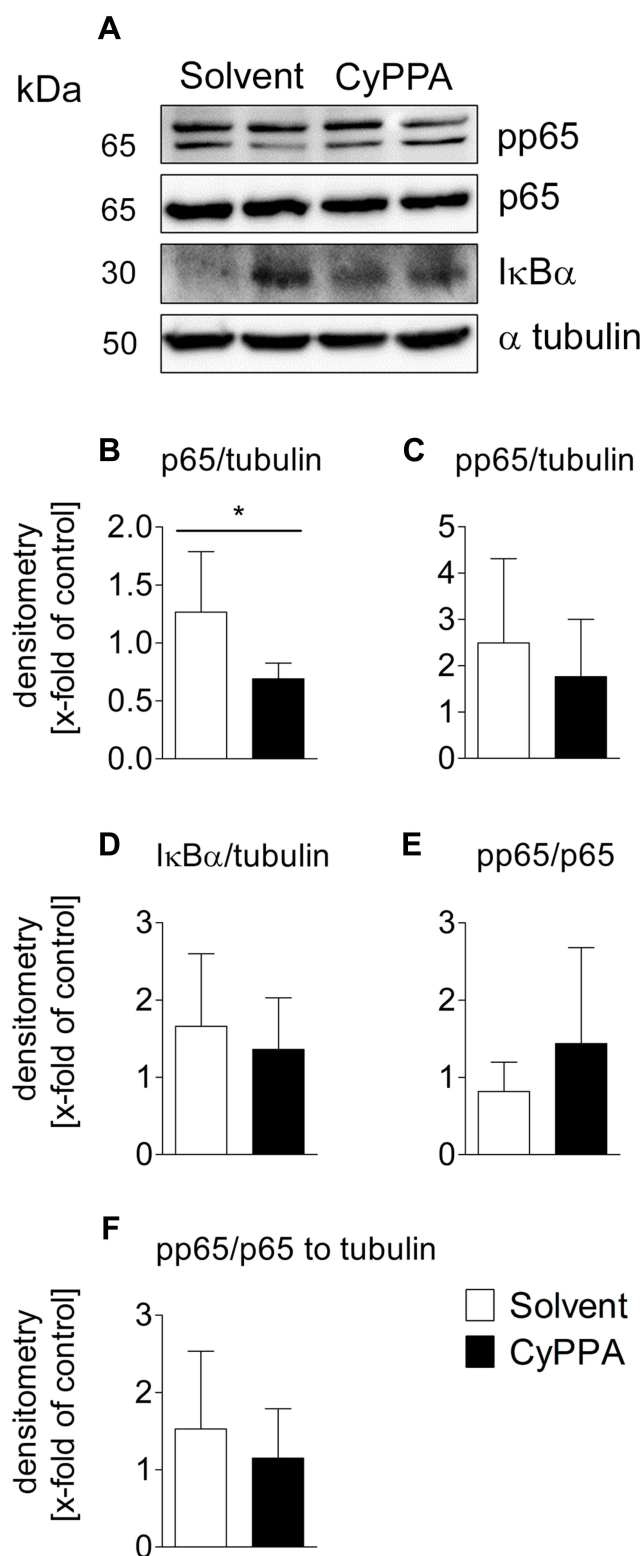 A
kDa
Solvent CyPPA
65 pp65
65 p65
30 IκBα
50 α tubulin
B p65/tubulin
densitometry
[x-fold of control]
2.0
1.5
1.0
0.5
0.0
*
C pp65/tubulin
5
4
3
2
1
0
D IκBα/tubulin
densitometry
[x-fold of control]
3
2
1
0
E pp65/p65
3
2
1
0
F
pp65/p65 to tubulin
densitometry
[x-fold of control]
3
2
1
0
Solvent
CyPPA